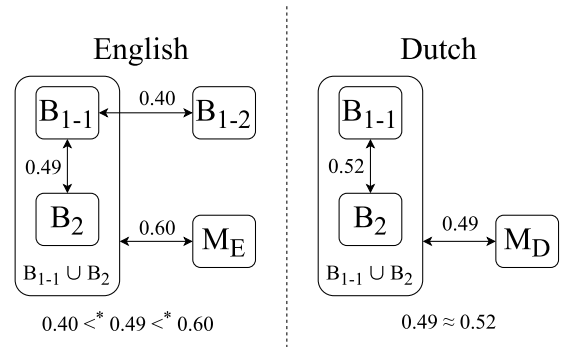 English
B1-1
0.40
B1-2
0.49
B2
0.60
ME
B1-1 ∪ B2
0.40 <* 0.49 <* 0.60
Dutch
B1-1
0.52
B2
0.49
MD
B1-1 ∪ B2
0.49 ≈ 0.52